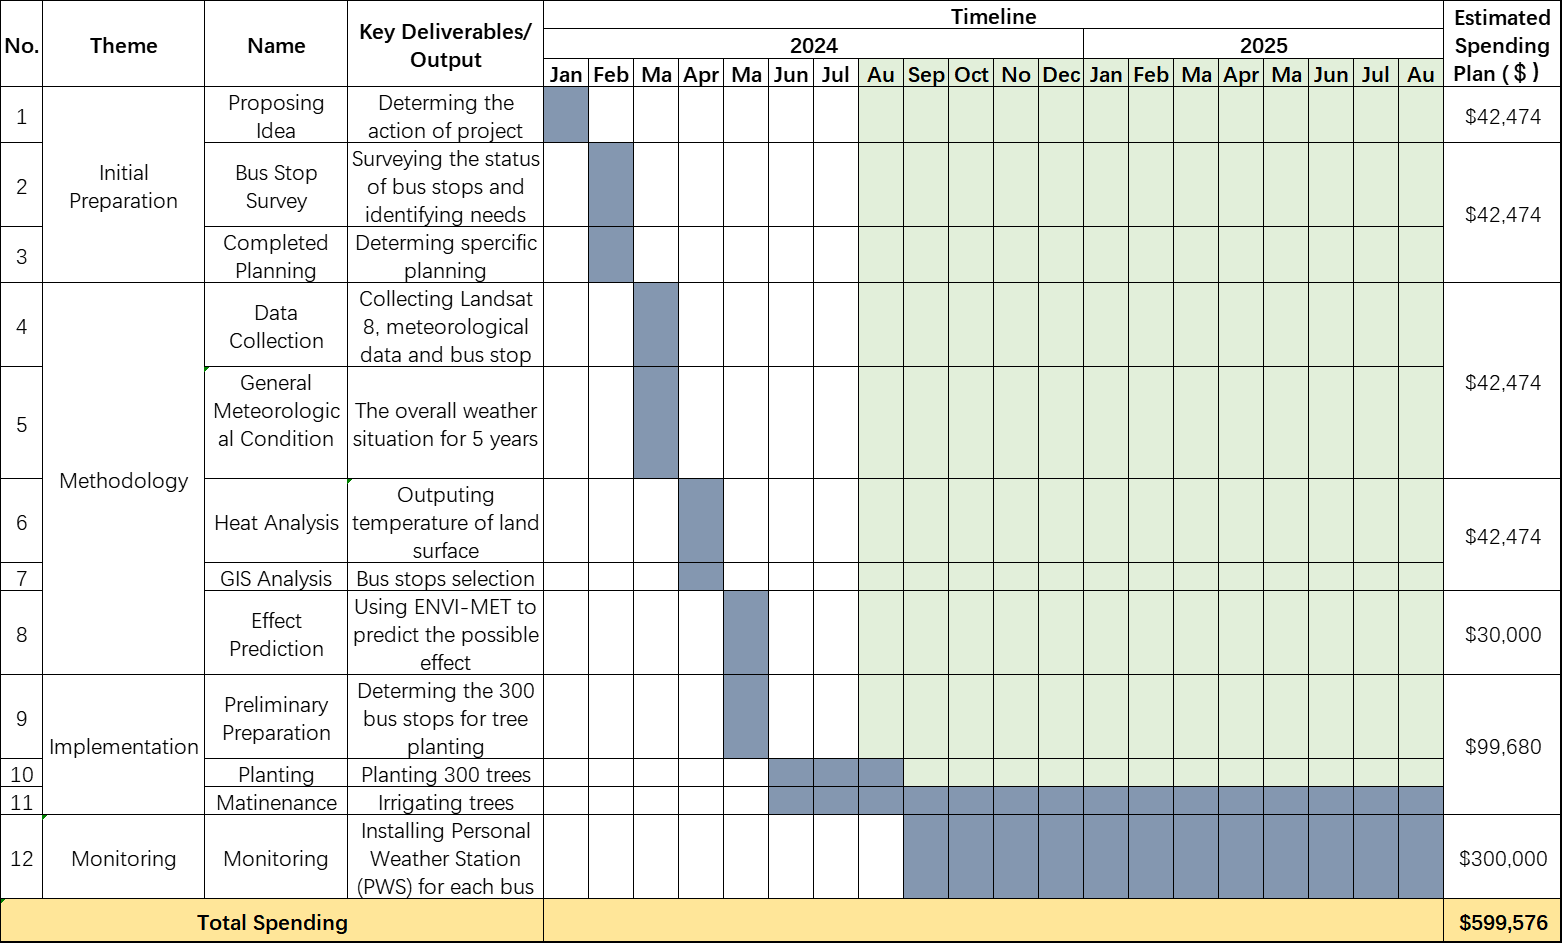 No.
Theme
Name
Key Deliverables/
Output
Timeline
2024
2025
Jan Feb Ma Apr Ma Jun Jul Au Sep Oct No Dec Jan Feb Ma Apr Ma Jun Jul Au
Estimated
Spending
Plan (＄)
1
Initial
Preparation
Proposing
Idea
Determing the
action of project
$42,474
2
Bus Stop
Survey
Surveying the status
of bus stops and
identifying needs
$42,474
3
Completed
Planning
Determing spercific
planning
4
Methodology
Data
Collection
Collecting Landsat
8, meteorological
data and bus stop
$42,474
5
General
Meteorologic
al Condition
The overall weather
situation for 5 years
6
Heat Analysis
Outputing
temperature of land
surface
$42,474
7
GIS Analysis
Bus stops selection
8
Effect
Prediction
Using ENVI-MET to
predict the possible
effect
$30,000
9
Implementation
Preliminary
Preparation
Determing the 300
bus stops for tree
planting
$99,680
10
Planting
Planting 300 trees
11
Matinenance
Irrigating trees
12
Monitoring
Monitoring
Installing Personal
Weather Station
(PWS) for each bus
$300,000
Total Spending
$599,576